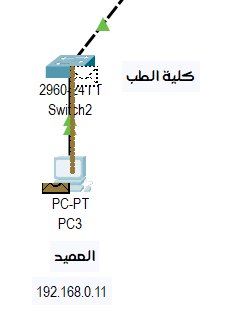 كلية الطب
2960-24TT
Switch2
PC-PT
PC3
العميد
192.168.0.11